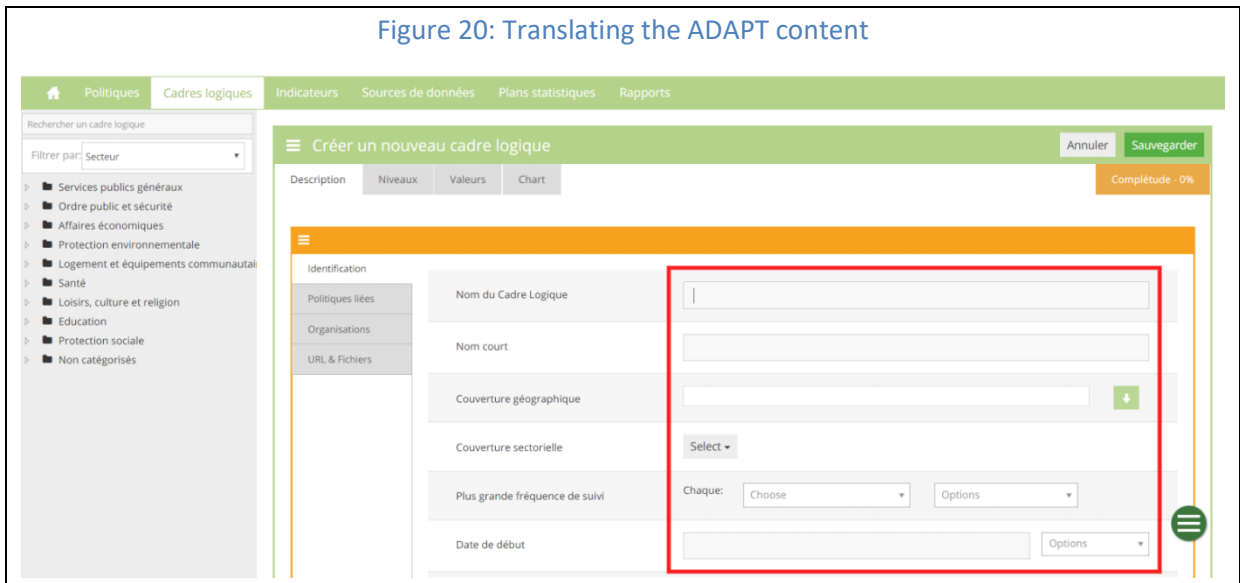 Figure 20: Translating the ADAPT content
Politiques Cadres logiques Indicateurs Sources de données Plans statistiques Rapports
Rechercher un cadre logique
Filtrer par: Secteur
Services publics généraux
Ordre public et sécurité
Affaires économiques
Protection environnementale
Logement et équipements communautai
Santé
Loisirs, culture et religion
Education
Protection sociale
Non catégorisés
Créer un nouveau cadre logique Annuler Sauvegarder
Description Niveaux Valeurs Chart Complétude - 0%
Identification
Politiques liées
Organisations
URL & Fichiers
Nom du Cadre Logique
Nom court
Couverture géographique
Couverture sectorielle Select
Plus grande fréquence de suivi Chaque: Choose Options
Date de début Options